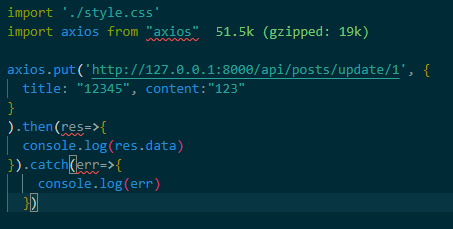 import './style.css'
import axios from "axios" 51.5k (gzipped: 19k)

axios.put('http://127.0.0.1:8000/api/posts/update/1', {
  title: "12345", content:"123"
}
).then(res=>{
  console.log(res.data)
}).catch(err=>{
    console.log(err)
  })